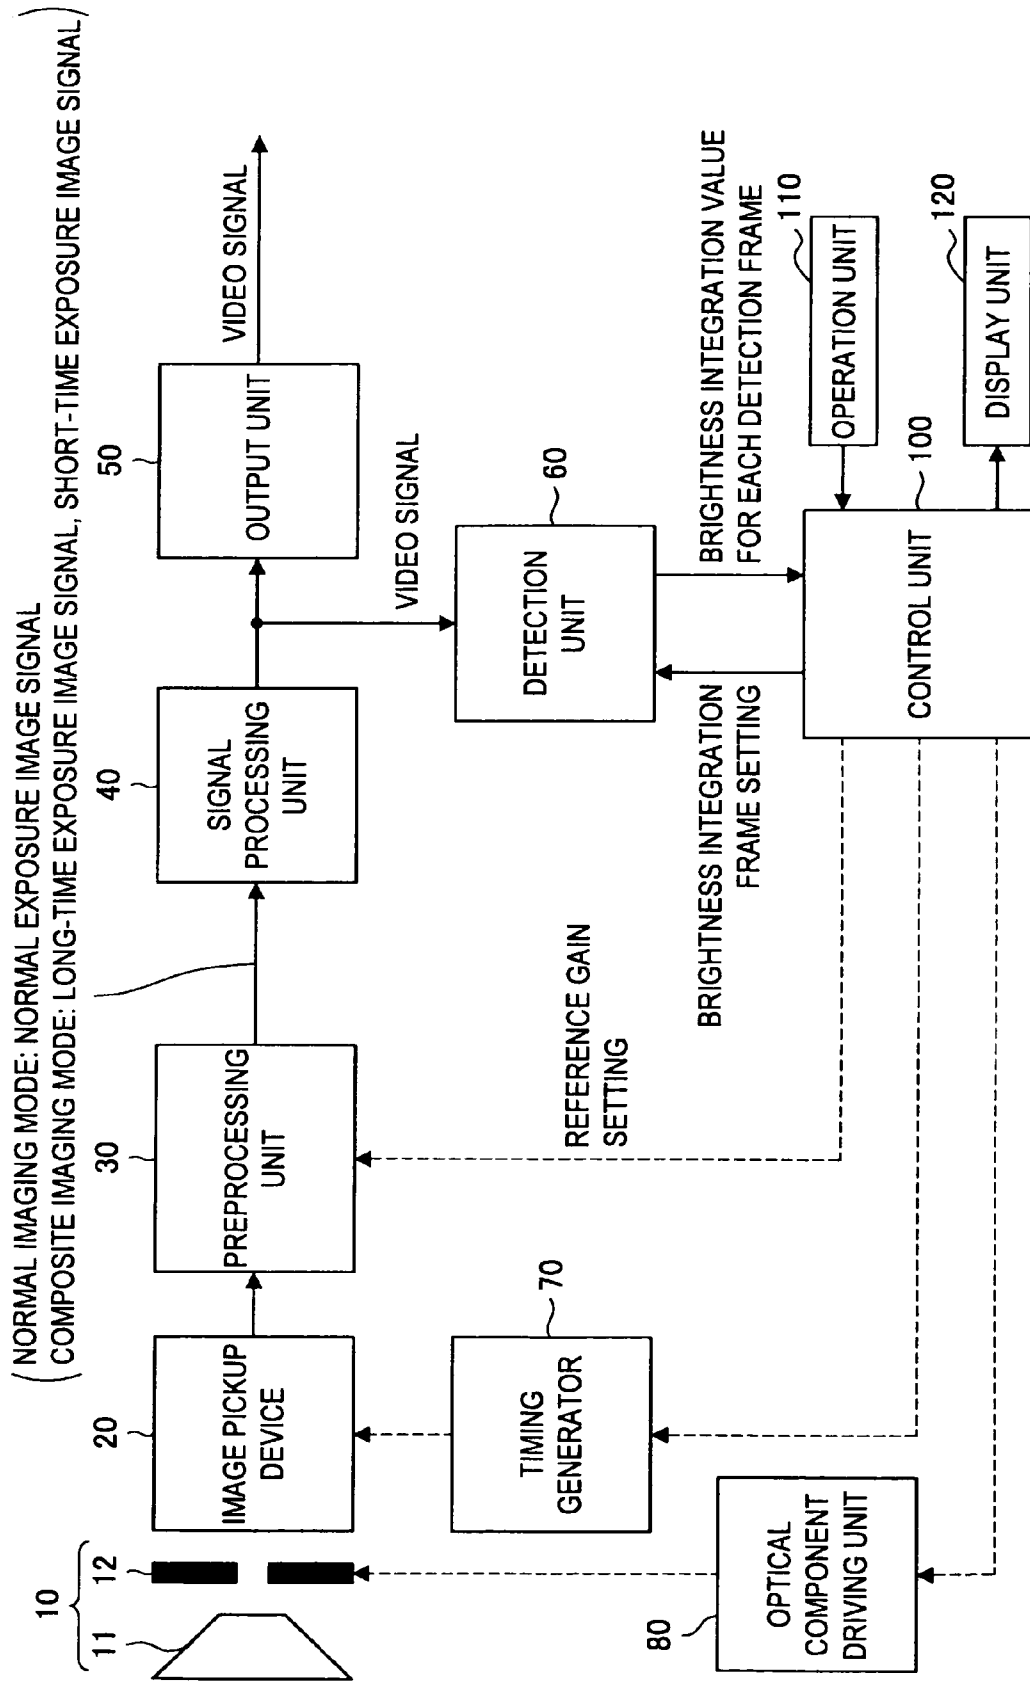 NORMAL IMAGING MODE: NORMAL EXPOSURE IMAGE SIGNAL
COMPOSITE IMAGING MODE: LONG-TIME EXPOSURE IMAGE SIGNAL, SHORT-TIME EXPOSURE IMAGE SIGNAL
10
11
12
20
IMAGE PICKUP
DEVICE
30
PREPROCESSING
UNIT
40
SIGNAL
PROCESSING
UNIT
50
OUTPUT UNIT
VIDEO SIGNAL
VIDEO SIGNAL
60
DETECTION
UNIT
70
TIMING
GENERATOR
80
OPTICAL
COMPONENT
DRIVING UNIT
REFERENCE GAIN
SETTING
BRIGHTNESS INTEGRATION
FRAME SETTING
BRIGHTNESS INTEGRATION VALUE
FOR EACH DETECTION FRAME
100
CONTROL UNIT
110
OPERATION UNIT
120
DISPLAY UNIT